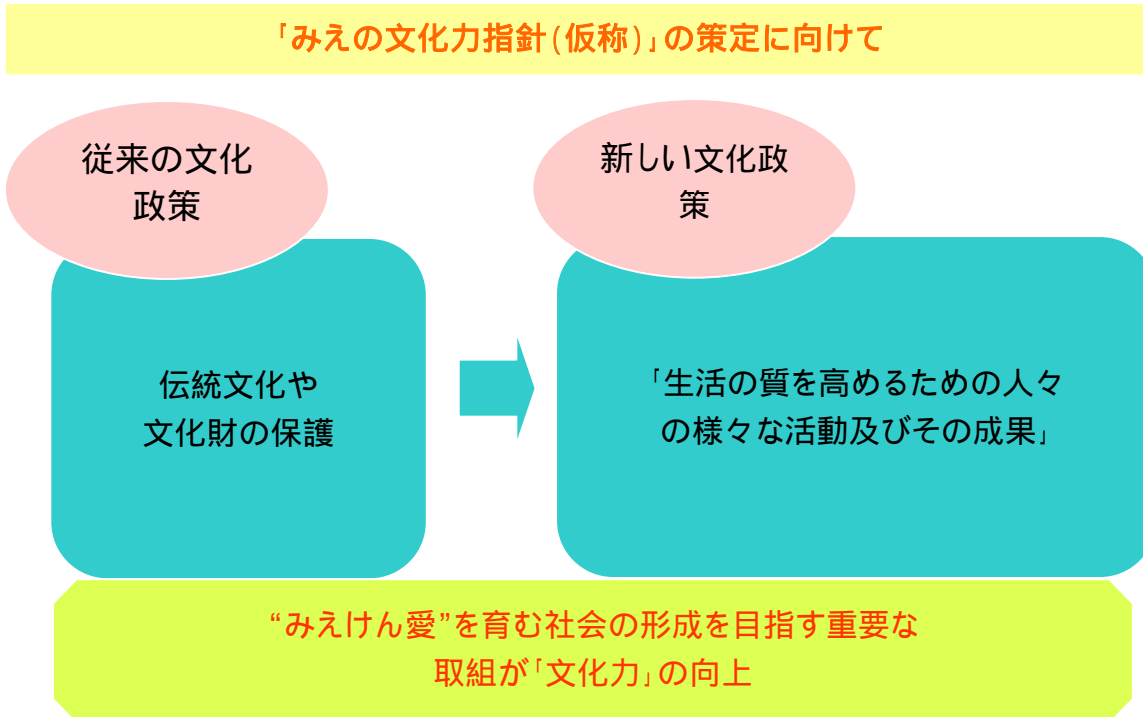 「みえの文化力指針(仮称)」の策定に向けて
従来の文化
政策
新しい文化政
策
伝統文化や
文化財の保護
「生活の質を高めるための人々
の様々な活動及びその成果」
“みえけん愛”を育む社会の形成を目指す重要な
取組が「文化力」の向上